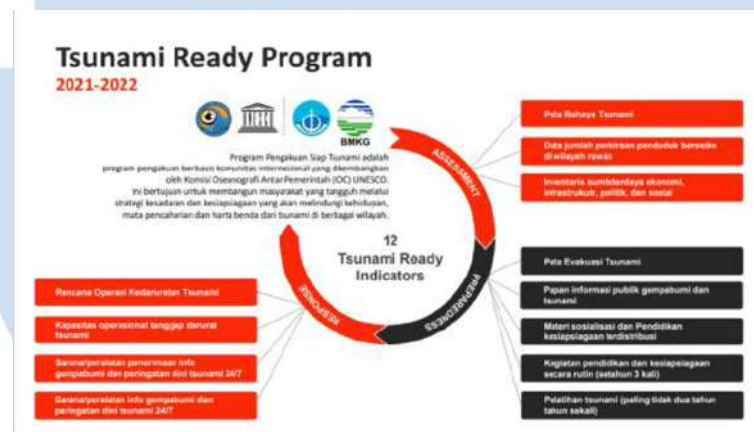 Tsunami Ready Program
2021-2022
BMKG
Program Pengakuan Siap Tsunami adalah
program pengakuan berbasis komunitas internasional yang dikembangkan
oleh Komisi Oseanografi Antar Pemerintah (IOC) UNESCO.
Ini bertujuan untuk membangun masyarakat yang tangguh melalui
strategi kesadaran dan kesiapsiagaan yang akan melindungi kehidupan,
mata pencaharian dan harta benda dari tsunami di berbagai wilayah.
12
Tsunami Ready
Indicators
ASSESSMENT
Peta Bahaya Tsunami
Data jumlah perkiraan penduduk beresiko
di wilayah rawan
Inventaris sumberdaya ekonomi,
infrastrukutr, politik, dan sosial
PREPAREDNESS
Peta Evakuasi Tsunami
Papan informasi publik gempabumi dan
tsunami
Materi sosialisasi dan Pendidikan
kesiapsiagaan terdistribusi
Kegiatan pendidikan dan kesiapsiagaan
secara rutin (setahun 3 kali)
Pelatihan tsunami (paling tidak dua tahun
tahun sekali)
RESPONSE
Rencana Operasi Kedaruratan Tsunami
Kapasitas operasional tanggap darurat
tsunami
Sarana/peralatan penerimaan info
gempabumi dan peringatan dini tsunami 24/7
Sarana/peralatan info gempabumi dan
peringatan dini tsunami 24/7